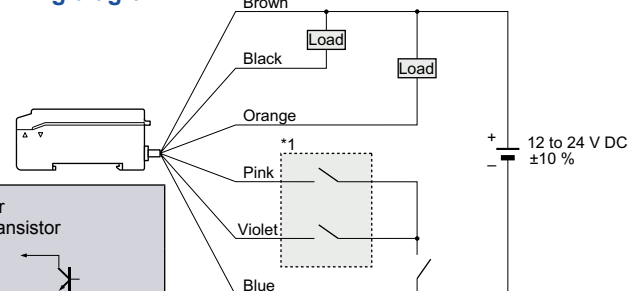 Brown
Load
Black
Load
Orange
*1
+
12 to 24 V DC
–
±10 %
Pink
Violet
Blue
ansistor